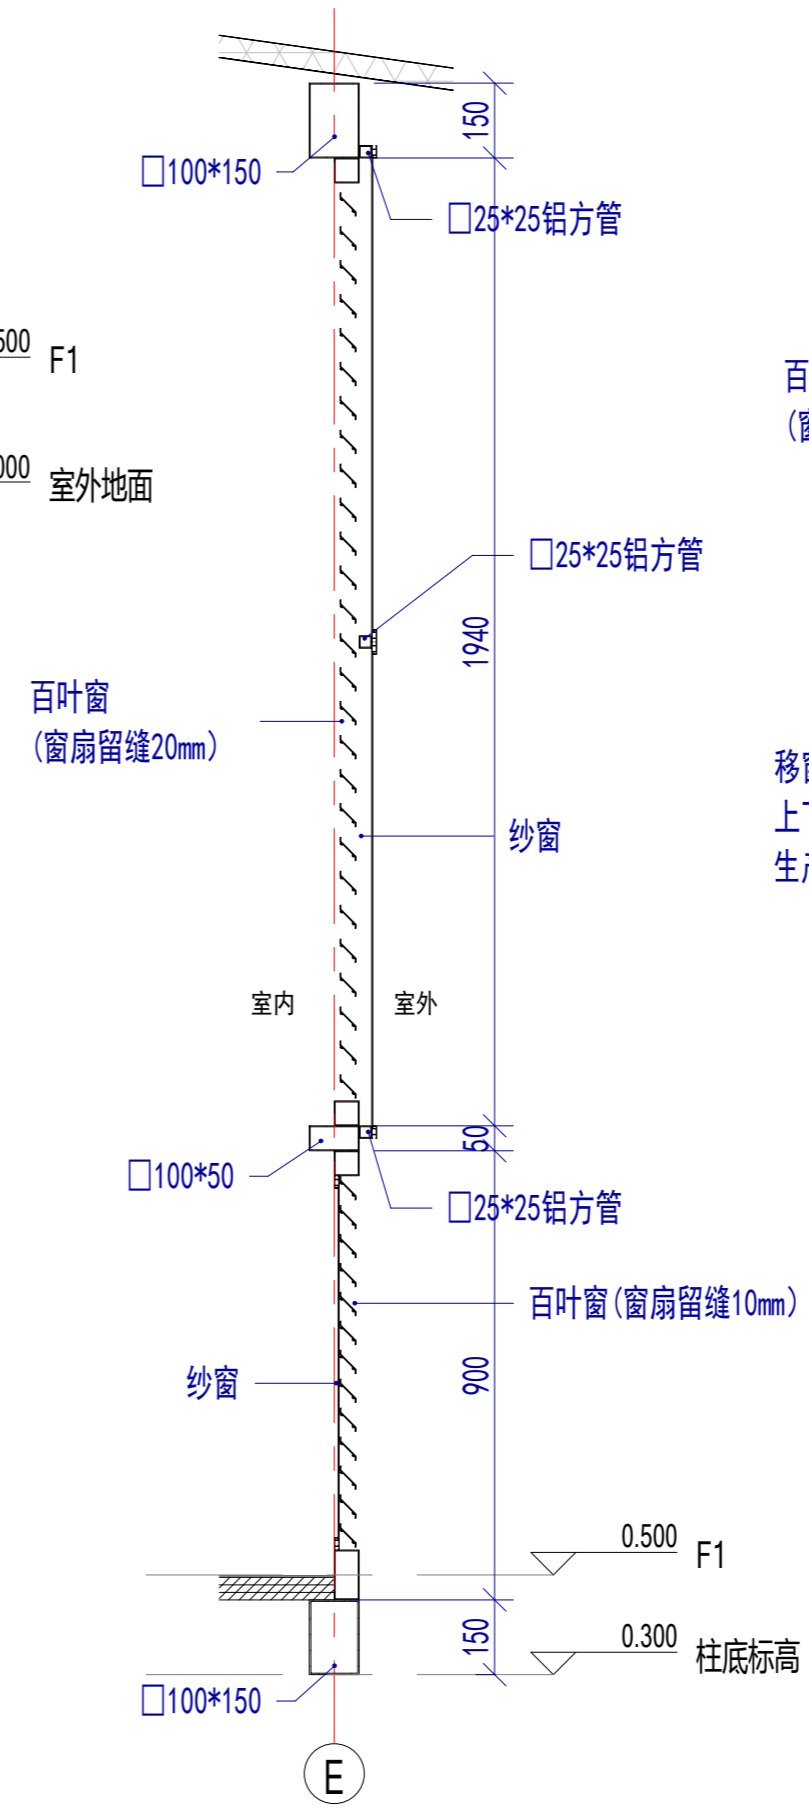 150
□100*150
□25*25铝方管
F1
室外地面
□25*25铝方管
1940
百叶窗
(窗扇留缝20mm)
纱窗
室内
室外
50
□100*50
□25*25铝方管
百叶窗(窗扇留缝10mm)
900
纱窗
0.500
F1
150
0.300
柱底标高
□100*150
E